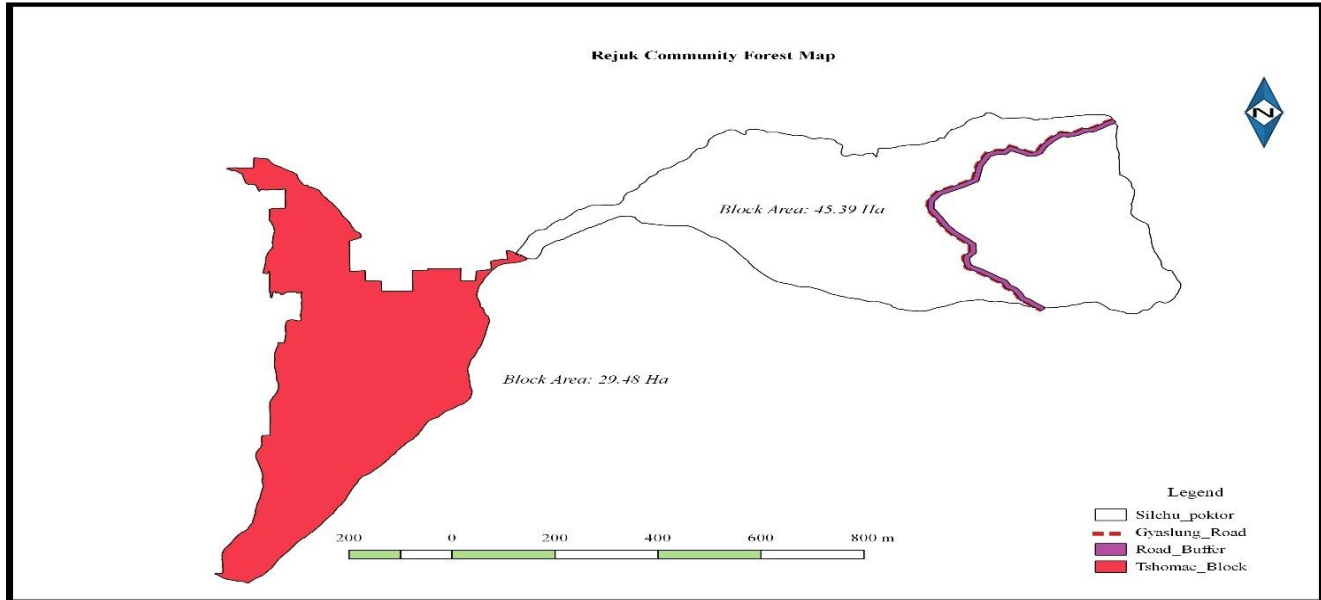 Rejuk Community Forest Map
N
Block Area: 45.39 Ha
Block Area: 29.48 Ha
200 0 200 400 600 800 m
Legend
Silchu_poktor
Gyaslung_Road
Road_Buffer
Tshomae_Block